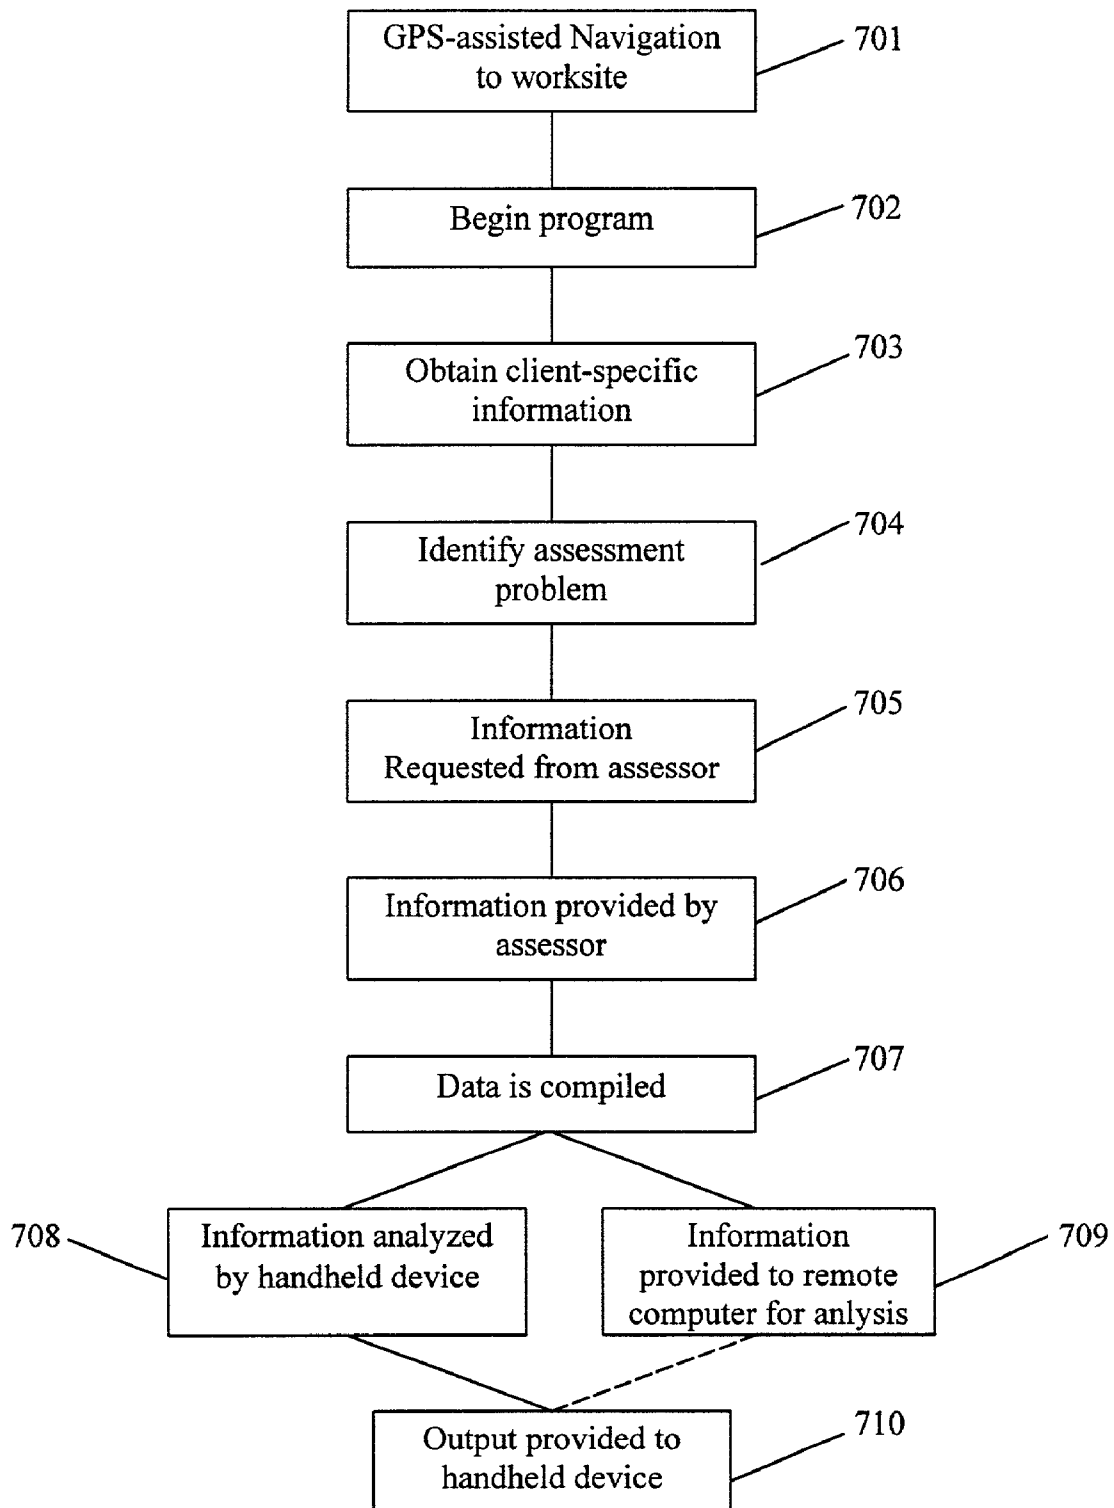 GPS-assisted Navigation
to worksite
701
Begin program
702
Obtain client-specific
information
703
Identify assessment
problem
704
Information
Requested from assessor
705
Information provided by
assessor
706
Data is compiled
707
708
Information analyzed
by handheld device
Information
provided to remote
computer for anlysis
709
Output provided to
handheld device
710